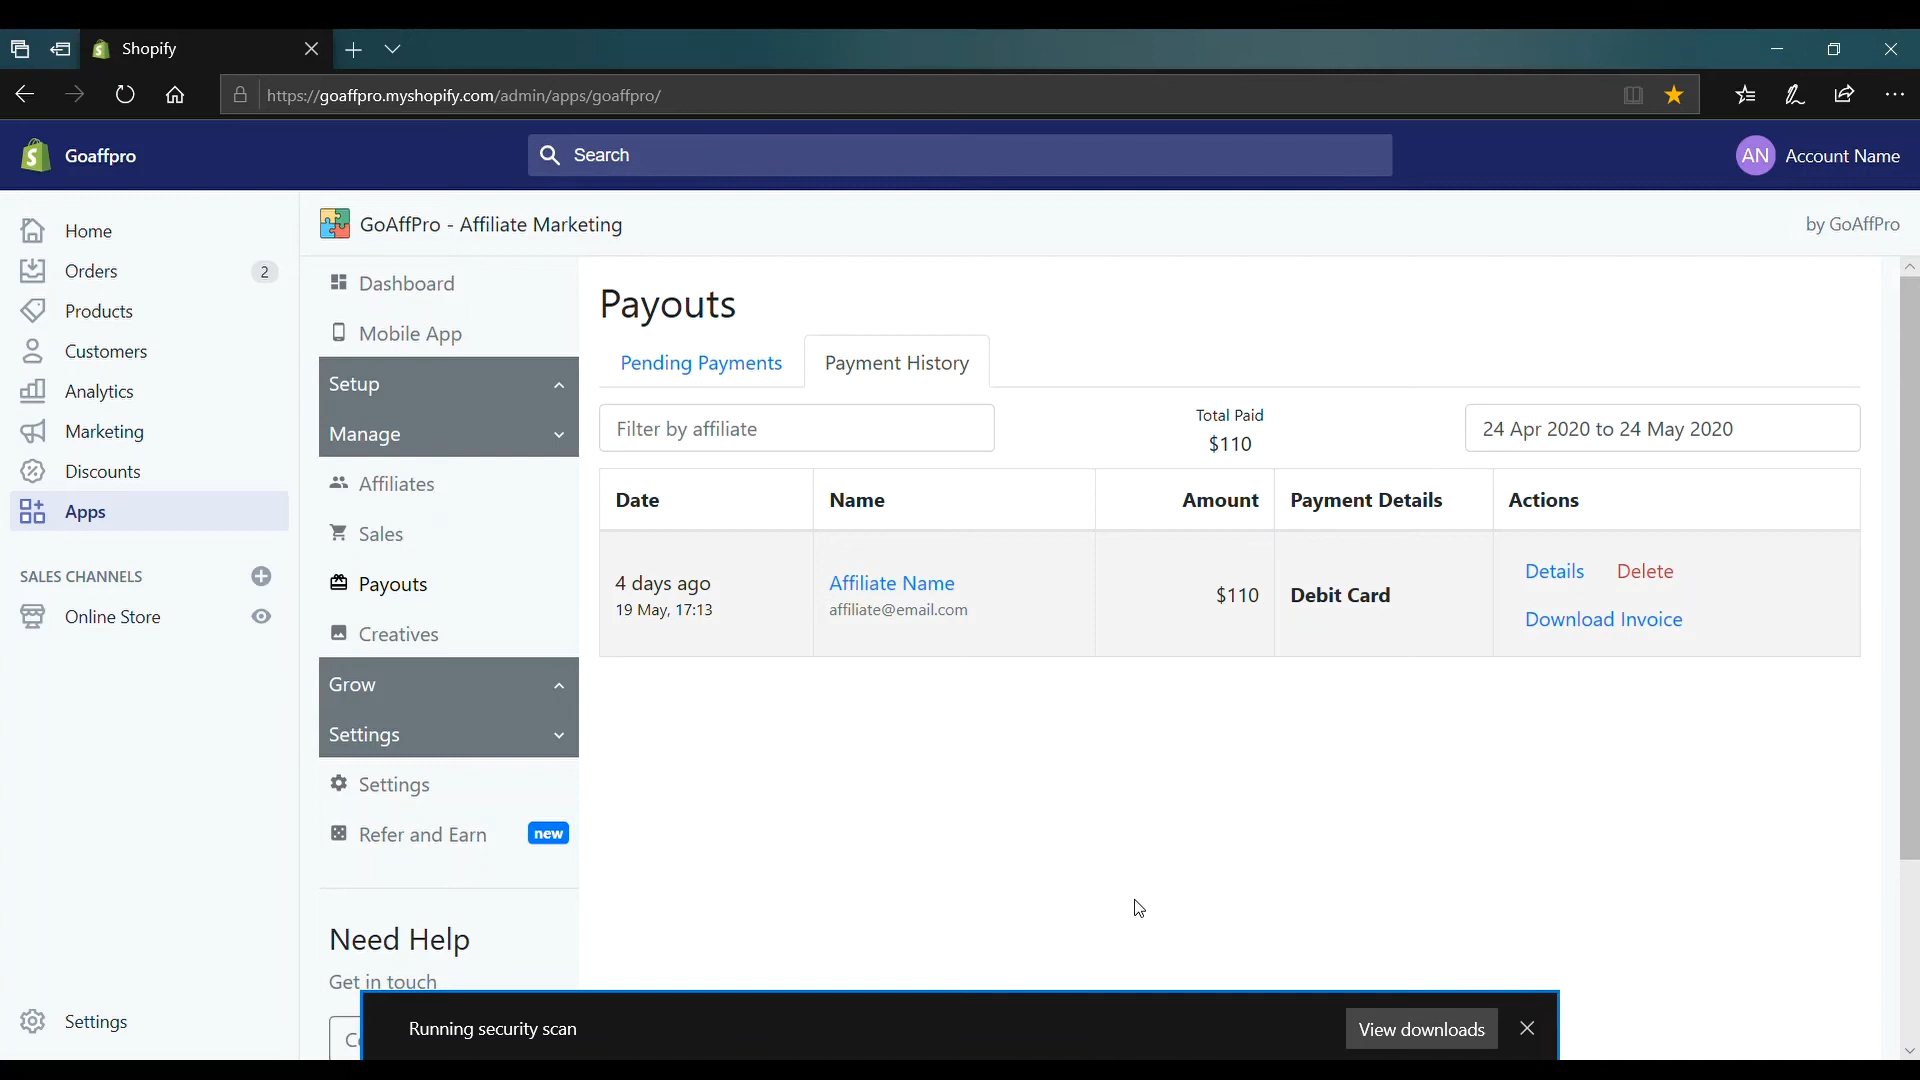 Shopify
https://goaffpro.myshopify.com/admin/apps/goaffpro/
Goaffpro
Search
AN
Account Name
Home
Orders
2
Products
Customers
Analytics
Marketing
Discounts
Apps
SALES CHANNELS
Online Store
Settings
GoAffPro - Affiliate Marketing
by GoAffPro
Dashboard
Mobile App
Setup
Manage
Affiliates
Sales
Payouts
Creatives
Grow
Settings
Settings
Refer and Earn new
Need Help
Get in touch
Payouts
Pending Payments
Payment History
Filter by affiliate
Total Paid
$110
24 Apr 2020 to 24 May 2020
Date Name Amount Payment Details Actions
4 days ago
19 May, 17:13
Affiliate Name
affiliate@email.com
$110
Debit Card
Details Delete
Download Invoice
Running security scan
View downloads